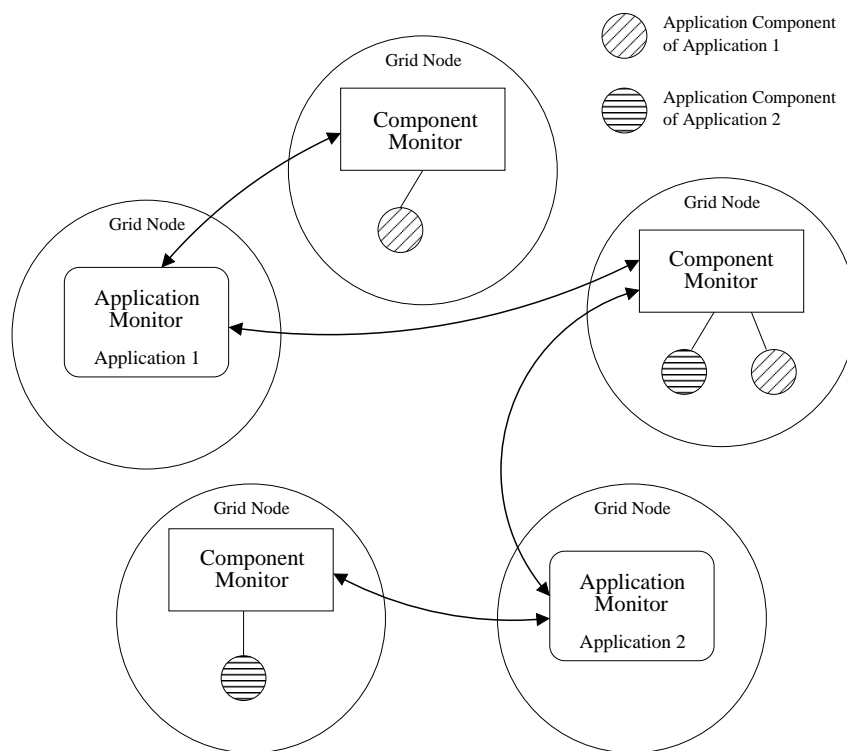 Application Component
of Application 1
Application Component
of Application 2
Grid Node
Component
Monitor
Grid Node
Application
Monitor
Application 1
Grid Node
Component
Monitor
Grid Node
Component
Monitor
Grid Node
Application
Monitor
Application 2